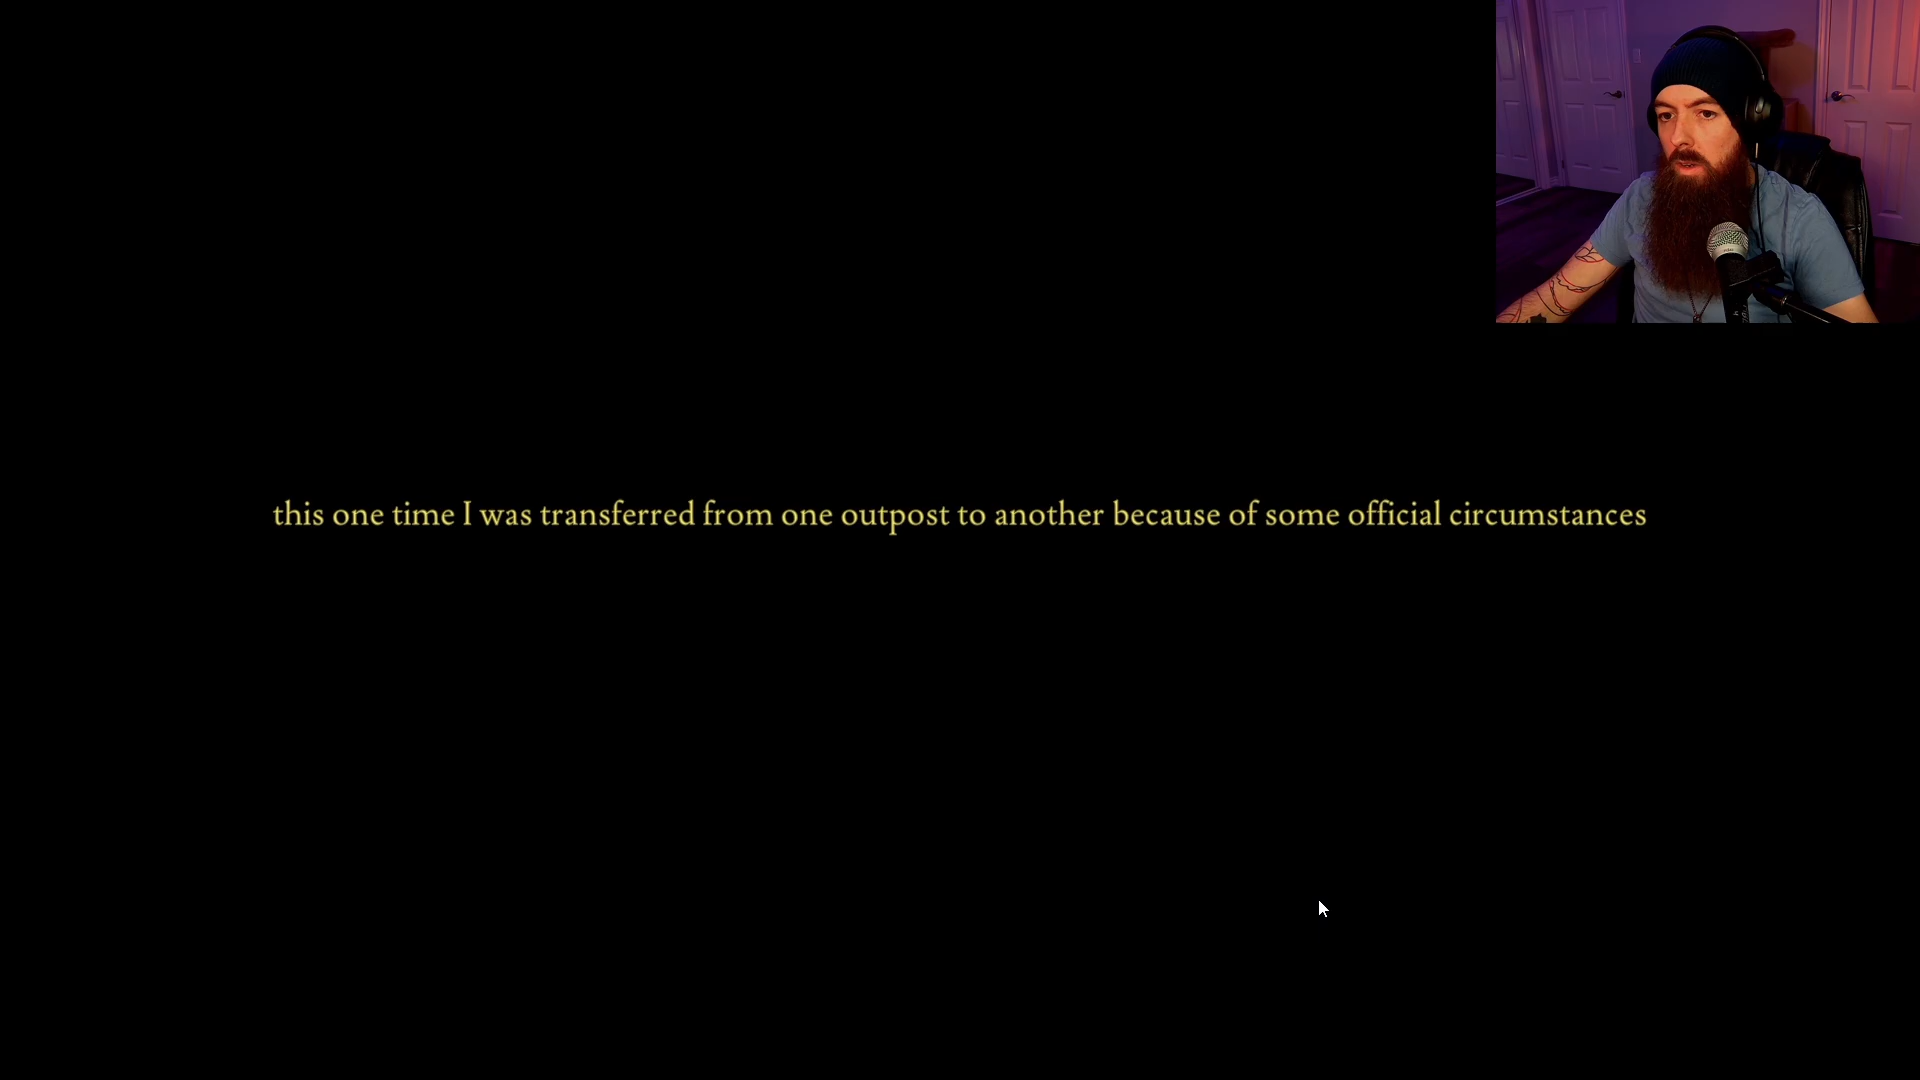 this one time I was transferred from one outpost to another because of some official circumstances